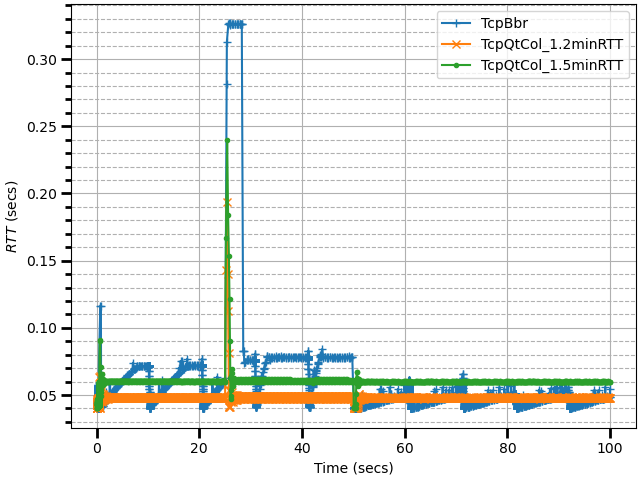 TcpBbr
TcpQtCol_1.2minRTT
TcpQtCol_1.5minRTT
0.30
0.25
0.20
0.15
0.10
0.05
RTT (secs)
0 20 40 60 80 100
Time (secs)